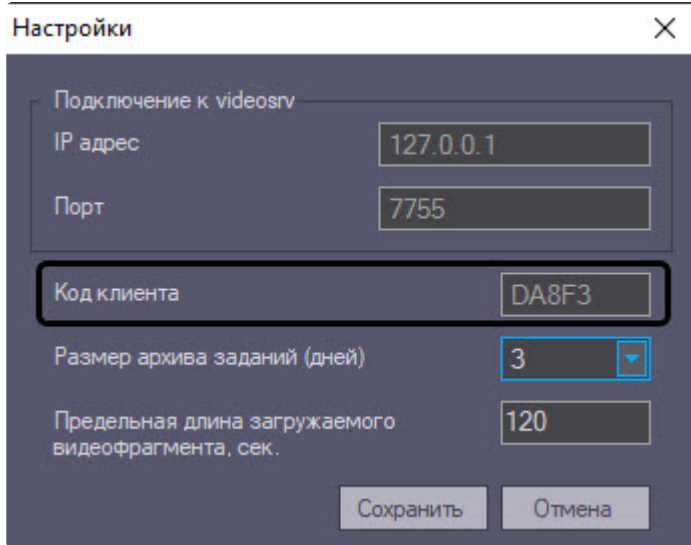 Настройки
Подключение к videosrv
IP адрес 127.0.0.1
Порт 7755
Код клиента DA8F3
Размер архива заданий (дней) 3
Предельная длина загружаемого 120
видеофрагмента, сек.
Сохранить Отмена